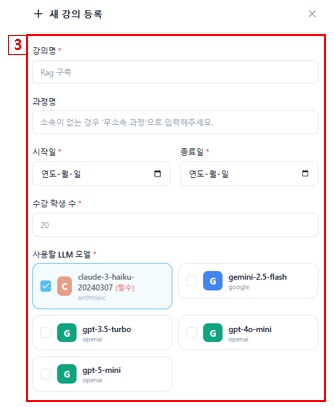 + 새 강의 등록 ×
3
강의명 *
Rag 구축
과정명
소속이 없는 경우 '무소속 과정'으로 입력해주세요.
시작일 * 종료일 *
연도-월-일 연도-월-일
수강 학생 수 *
20
사용할 LLM 모델 *
C claude-3-haiku-20240307 (필수)
anthropic
G gemini-2.5-flash
google
G gpt-3.5-turbo
openai
G gpt-4o-mini
openai
G gpt-5-mini
openai